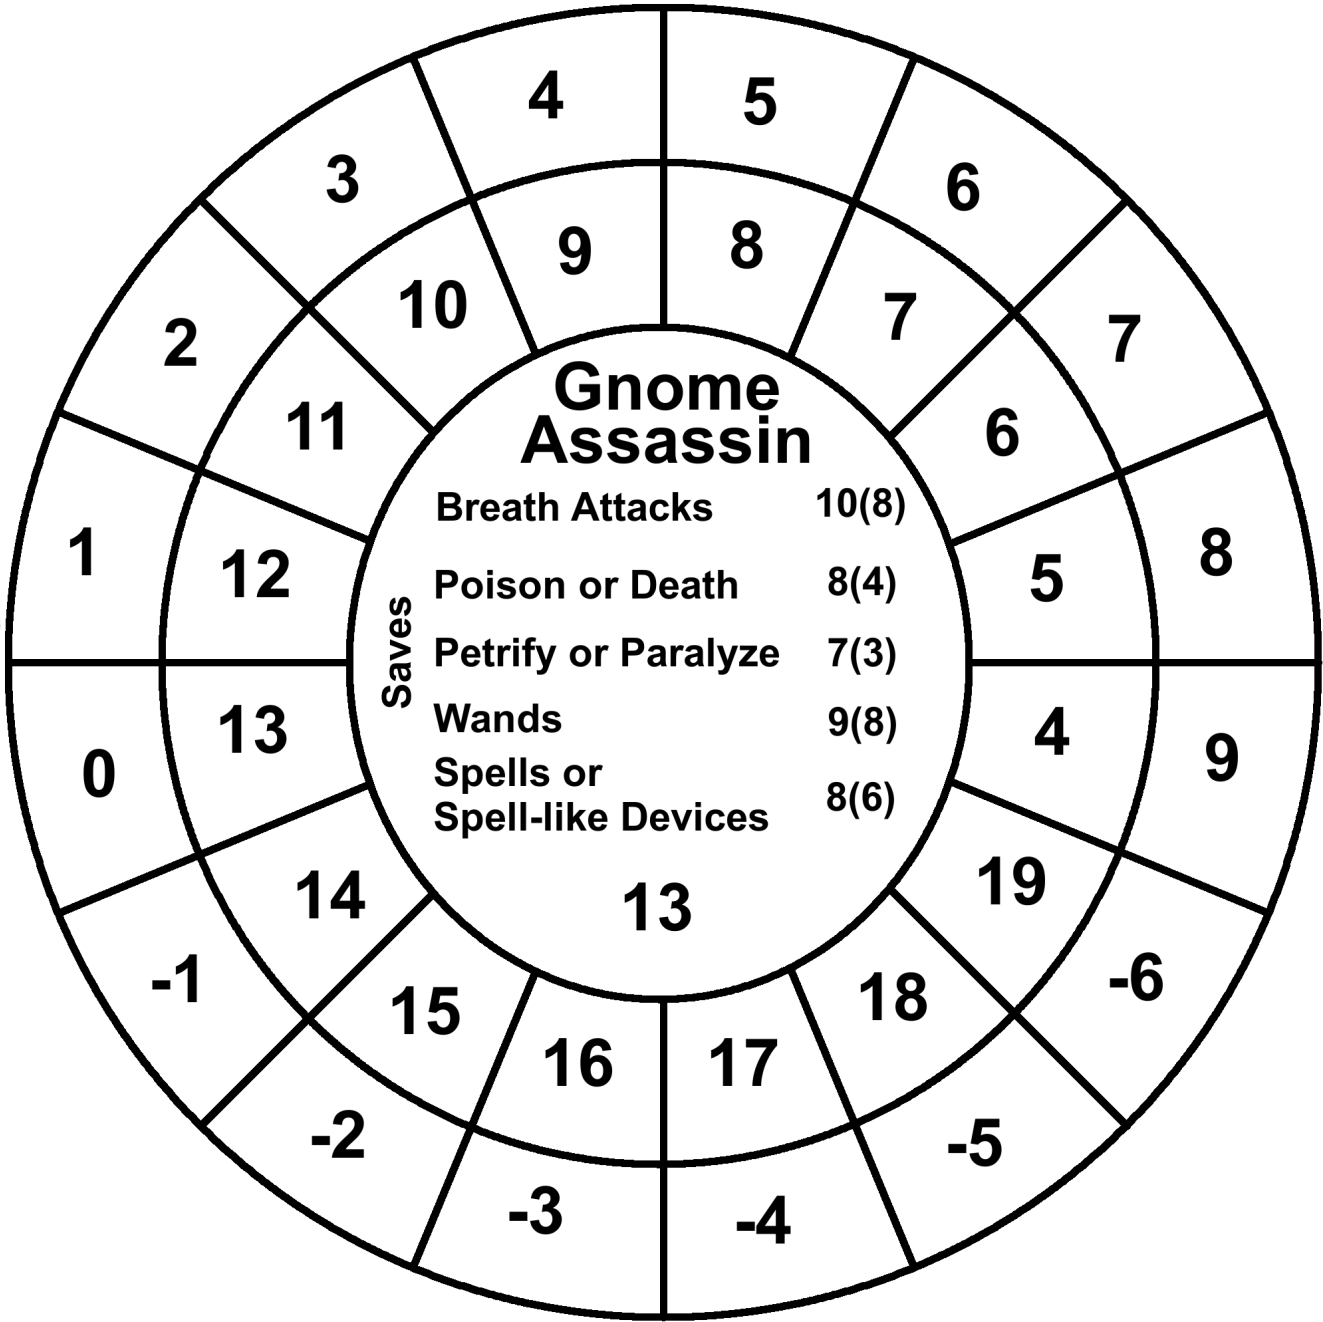 4 5
3 6
9 8
10 7
2 7
11 6
Gnome
Assassin
Breath Attacks 10(8)
1 8
12 5
Poison or Death 8(4)
Saves
Petrify or Paralyze 7(3)
Wands 9(8)
13 4
0 9
Spells or
Spell-like Devices 8(6)
14 19
13
-1 -6
15 18
16 17
-2 -5
-3 -4